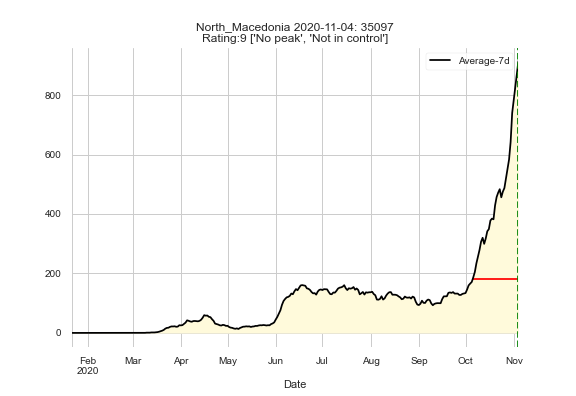 North_Macedonia 2020-11-04: 35097
Rating:9 ['No peak', 'Not in control']
Average-7d
800
600
400
200
0
Feb Mar Apr May Jun Jul Aug Sep Oct Nov
2020
Date